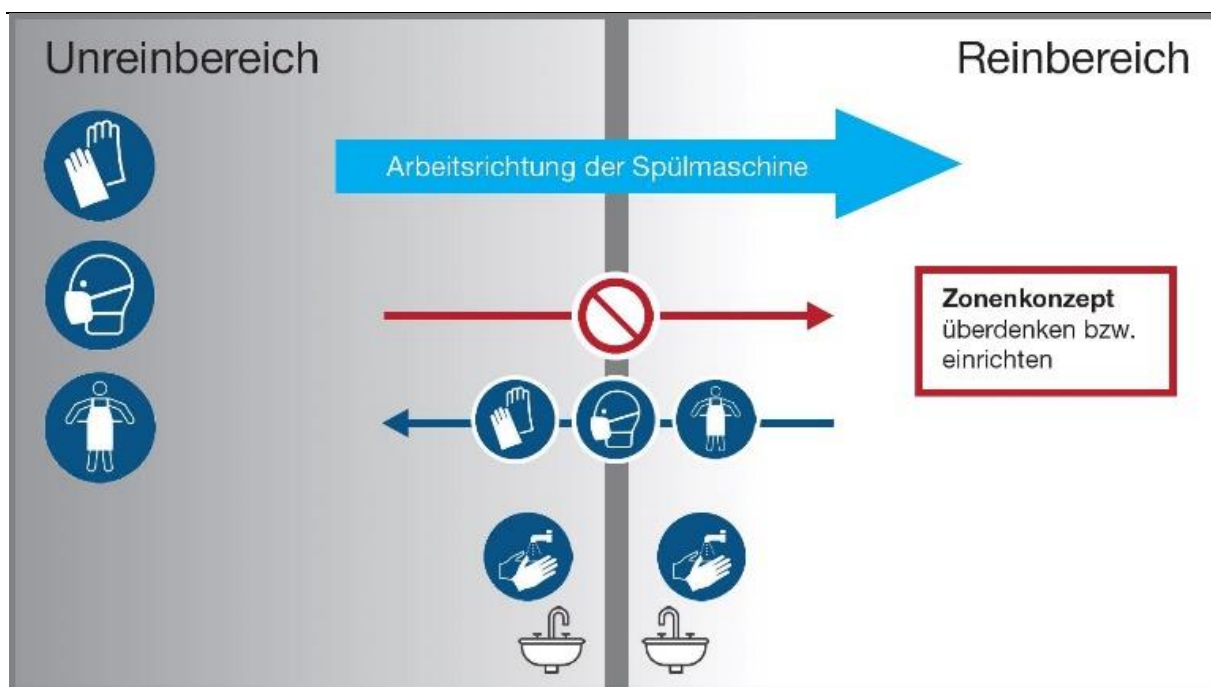 Unreinbereich
Reinbereich
Arbeitsrichtung der Spülmaschine
Zonenkonzept
überdenken bzw.
einrichten